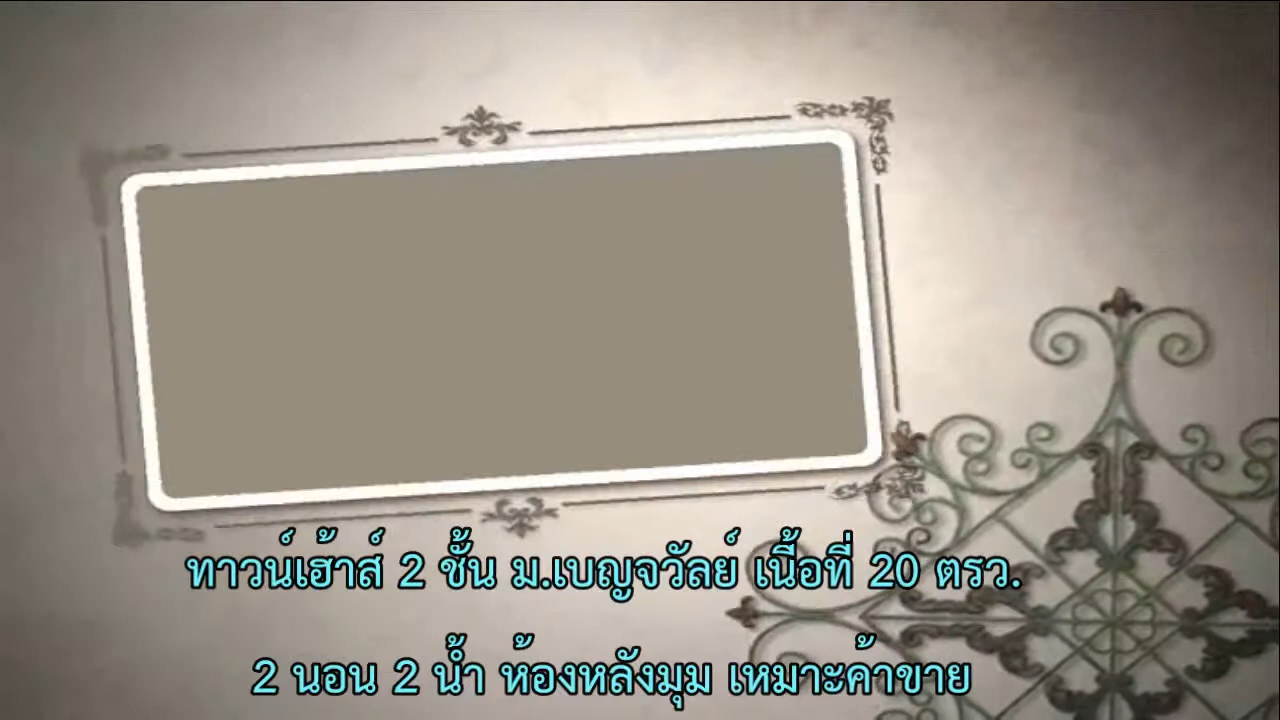 ทาวน์เฮ้าส์ 2 ชั้น ม.เบญจวัลย์ เนื้อที่ 20 ตรว.
2 นอน 2 น้ำ ห้องหลังมุม เหมาะค้าขาย